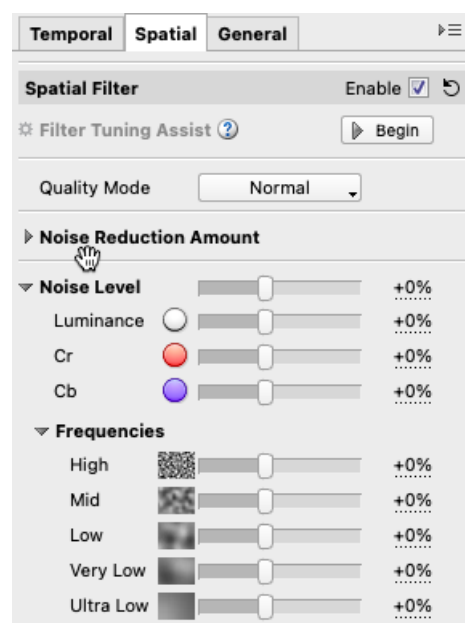 Temporal Spatial General
Spatial Filter Enable
Filter Tuning Assist ? Begin
Quality Mode Normal
Noise Reduction Amount
Noise Level +0%
Luminance +0%
Cr +0%
Cb +0%
Frequencies
High +0%
Mid +0%
Low +0%
Very Low +0%
Ultra Low +0%